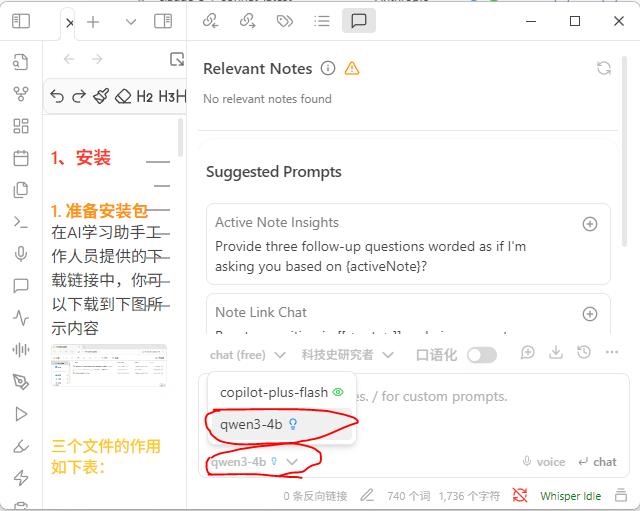 H2
H3
H
1、安装
1. 准备安装包
在AI学习助手工
作人员提供的下
载链接中，你可
以下载到下图所
示内容
三个文件的作用
如下表：
Relevant Notes
No relevant notes found
Suggested Prompts
Active Note Insights
Provide three follow-up questions worded as if I'm
asking you based on {activeNote}?
Note Link Chat
chat (free)
科技史研究者
口语化
es. / for custom prompts.
copilot-plus-flash
qwen3-4b
qwen3-4b
voice
chat
0 条反向链接
740 个词
1,736 个字符
Whisper Idle